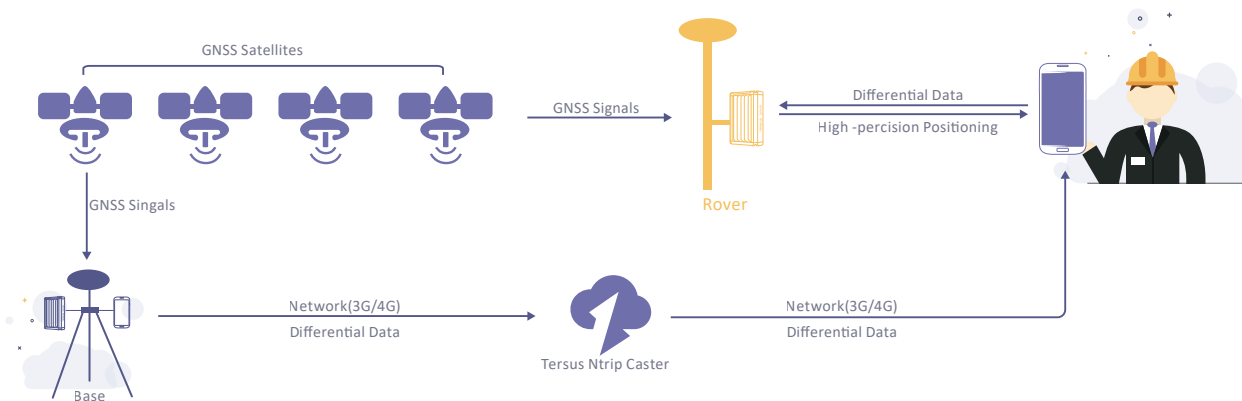 GNSS Satellites
GNSS Signals
Differential Data
High -percision Positioning
Rover
GNSS Singals
Network(3G/4G)
Differential Data
Network(3G/4G)
Differential Data
Tersus Ntrip Caster
Base